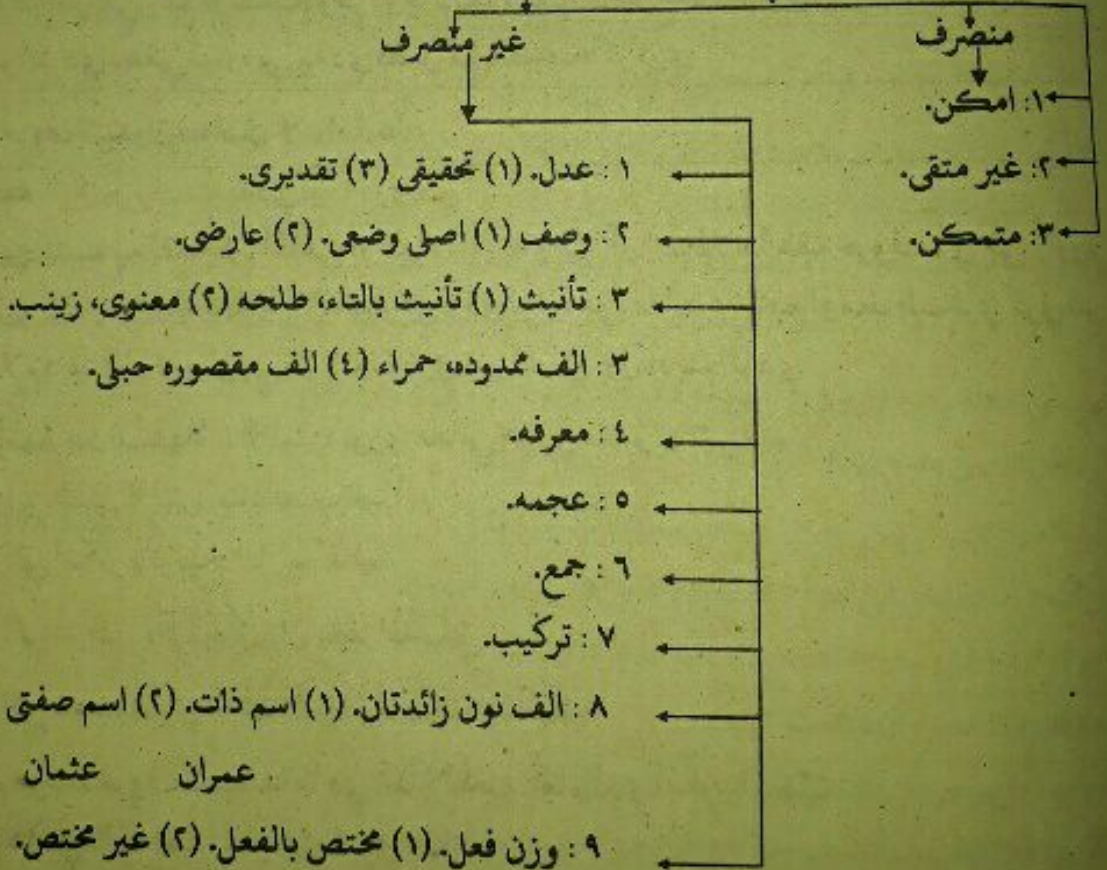 منصرف
غير منصرف
١: امكن.
٢: غير متقى.
٣: متمكن.
١ : عدل. (١) تحقيقى (٣) تقديرى.
٢ : وصف (١) اصلى وضعى. (٢) عارضى.
٣ : تأنيث (١) تأنيث بالتاء، طلحه (٢) معنوى، زينب.
٣ : الف ممدوده، حمراء (٤) الف مقصوره حبلى.
٤ : معرفه.
٥ : عجمه.
٦ : جمع.
٧ : تركيب.
٨ : الف نون زائدتان. (١) اسم ذات. (٢) اسم صفتى
عمران عثمان
٩ : وزن فعل. (١) مختص بالفعل. (٢) غير مختص.